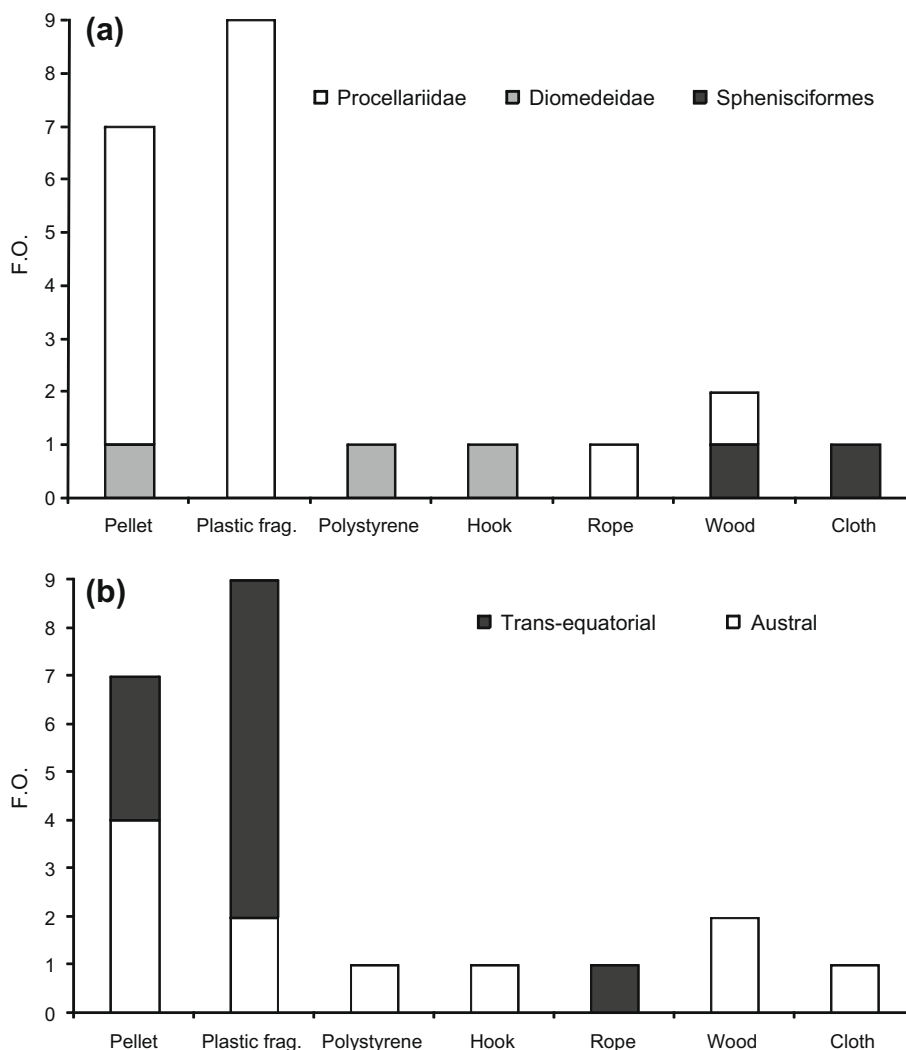 (a)
Procellariidae Diomedeidae Sphenisciformes
F.O.
9
8
7
6
5
4
3
2
1
0
Pellet Plastic frag. Polystyrene Hook Rope Wood Cloth
(b)
Trans-equatorial Austral
F.O.
9
8
7
6
5
4
3
2
1
0
Pellet Plastic frag. Polystyrene Hook Rope Wood Cloth